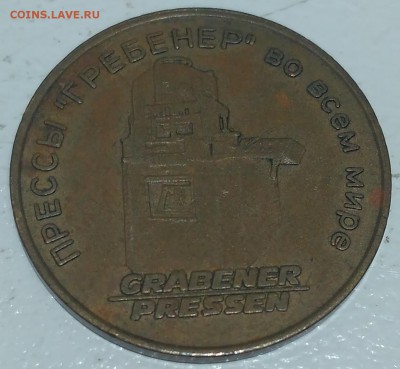 COINS.LAVE.RU
ПРЕССЫ "ГРЕБЕНЕР" ВО ВСЕМ МИРЕ
GRABENER
PRESSEN